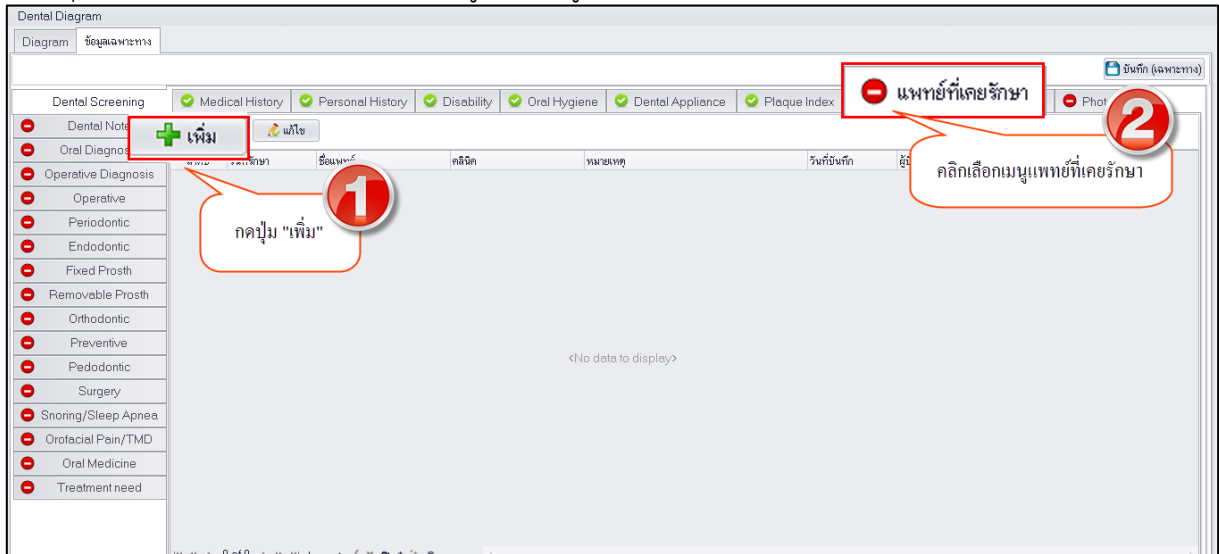 Dental Diagram
Diagram ข้อมูลเฉพาะทาง
บันทึก (เฉพาะทาง)
Dental Screening Medical History Personal History Disability Oral Hygiene Dental Appliance Plaque Index แพทย์ที่เคยรักษา
2
Dental Note เพิ่ม แก้ไข
Oral
วันที่บันทึก
ชื่อแพทย์ คลินิค หมายเหตุ
คลิกเลือกเมนูแพทย์ที่เคยรักษา
Operative Diagnosis
1
Operative
Periodontic
กดปุ่ม "เพิ่ม"
Endodontic
Fixed Prosth
Removable Prosth
Orthodontic
Preventive
<No data to display>
Pedodontic
Surgery
Snoring/Sleep Apnea
Orofacial Pain/TMD
Oral Medicine
Treatment need